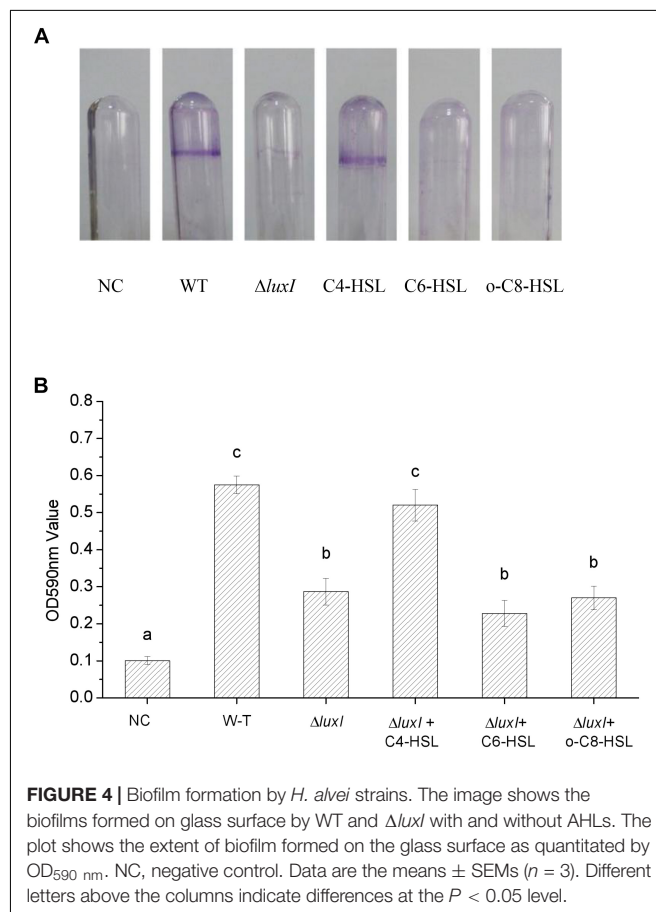 A
NC WT ΔluxI C4-HSL C6-HSL o-C8-HSL
B
OD590nm Value
0.8
0.7
0.6
0.5
0.4
0.3
0.2
0.1
0.0
a
c
b
c
b
b
NC W-T ΔluxI ΔluxI + ΔluxI+ ΔluxI+
C4-HSL C6-HSL o-C8-HSL
FIGURE 4 | Biofilm formation by H. alvei strains. The image shows the
biofilms formed on glass surface by WT and ΔluxI with and without AHLs. The
plot shows the extent of biofilm formed on the glass surface as quantitated by
OD590 nm. NC, negative control. Data are the means ± SEMs (n = 3). Different
letters above the columns indicate differences at the P < 0.05 level.